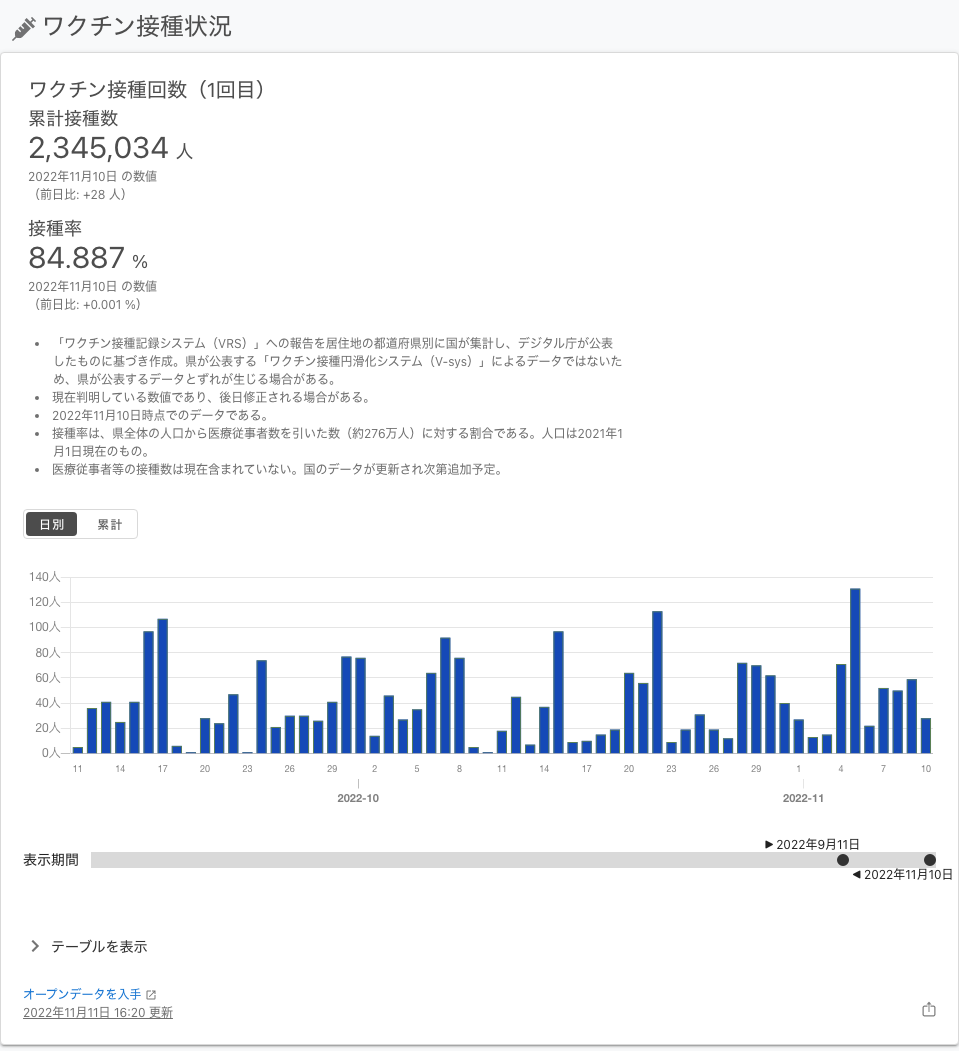 ワクチン接種状況
ワクチン接種回数（1回目）
累計接種数
2,345,034 人
2022年11月10日 の数値
（前日比: +28 人）
接種率
84.887 %
2022年11月10日 の数値
（前日比: +0.001 %）
• 「ワクチン接種記録システム（VRS）」への報告を居住地の都道府県別に国が集計し、デジタル庁が公表
したものに基づき作成。県が公表する「ワクチン接種円滑化システム（V-sys）」によるデータではないた
め、県が公表するデータとずれが生じる場合がある。
• 現在判明している数値であり、後日修正される場合がある。
• 2022年11月10日時点でのデータである。
• 接種率は、県全体の人口から医療従事者数を引いた数（約276万人）に対する割合である。人口は2021年1
月1日現在のもの。
• 医療従事者等の接種数は現在含まれていない。国のデータが更新され次第追加予定。
日別 累計
140人
120人
100人
80人
60人
40人
20人
0人
11 14 17 20 23 26 29 2 5 8 11 14 17 20 23 26 29 1 4 7 10
2022-10 2022-11
▶ 2022年9月11日
表示期間
◀ 2022年11月10日
テーブルを表示
オープンデータを入手
2022年11月11日 16:20 更新